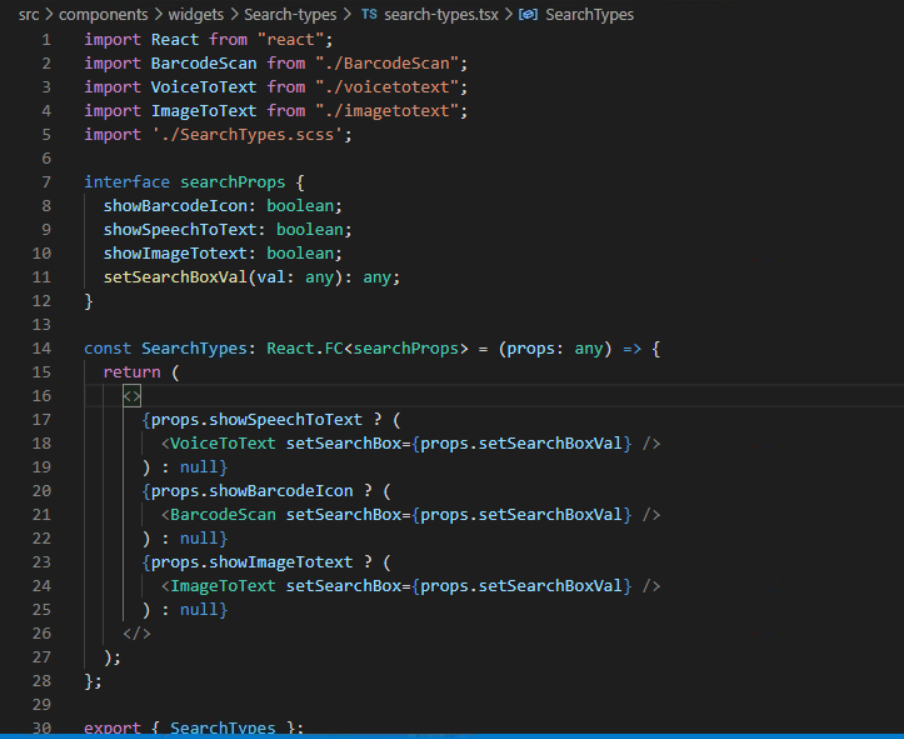 src > components > widgets > Search-types > TS search-types.tsx > SearchTypes
1 import React from "react";
2 import BarcodeScan from "./BarcodeScan";
3 import VoiceToText from "./voicetotext";
4 import ImageToText from "./imagetotext";
5 import './SearchTypes.scss';
6
7 interface searchProps {
8   showBarcodeIcon: boolean;
9   showSpeechToText: boolean;
10   showImageTotext: boolean;
11   setSearchBoxVal(val: any): any;
12 }
13
14 const SearchTypes: React.FC<searchProps> = (props: any) => {
15   return (
16     <>
17       {props.showSpeechToText ? (
18         <VoiceToText setSearchBox={props.setSearchBoxVal} />
19       ) : null}
20       {props.showBarcodeIcon ? (
21         <BarcodeScan setSearchBox={props.setSearchBoxVal} />
22       ) : null}
23       {props.showImageTotext ? (
24         <ImageToText setSearchBox={props.setSearchBoxVal} />
25       ) : null}
26     </>
27   );
28 };
29
30 export { SearchTypes };